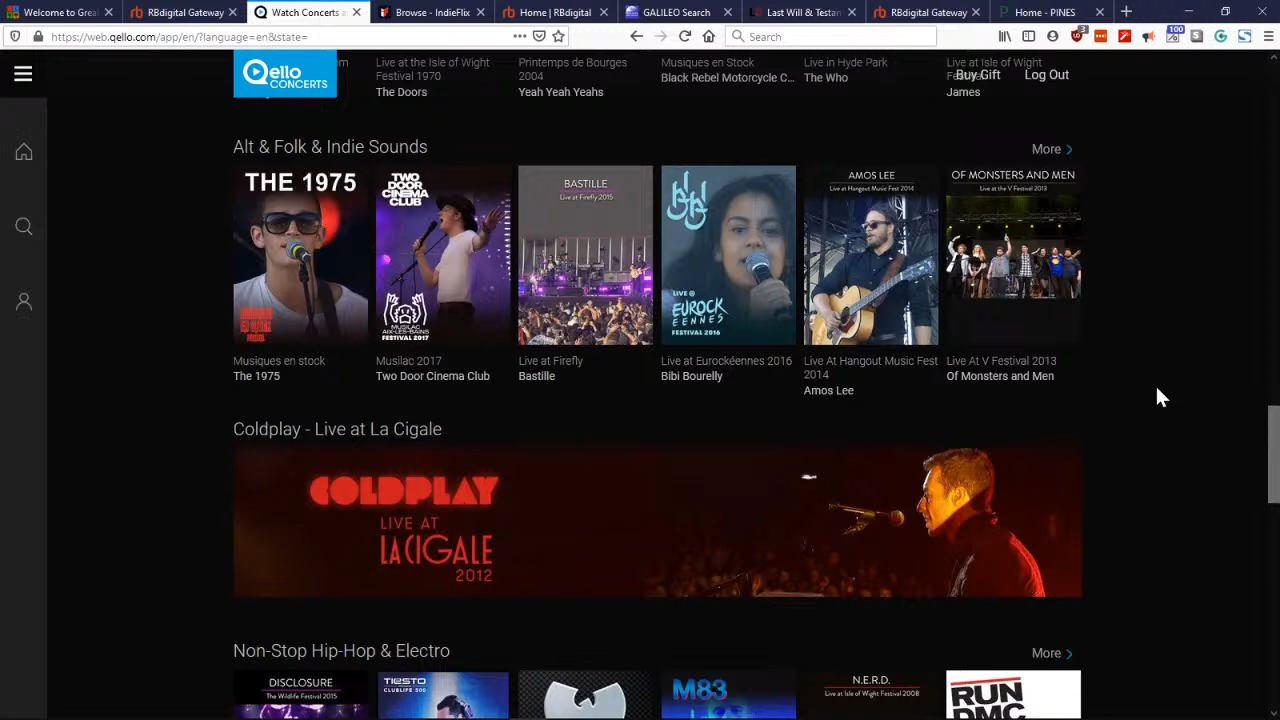 Welcome to Grea
RBdigital Gateway
Watch Concerts a
Browse - IndieFlix
Home | RBdigital
GALILEO Search
Last Will & Testan
RBdigital Gateway
Home - PINES
https://web.qello.com/app/en/?language=en&state=
Search
3
100
Qello CONCERTS
Buy Gift
Log Out
Live at the Isle of Wight Festival 1970
The Doors
Printemps de Bourges 2004
Yeah Yeah Yeahs
Musiques en Stock
Black Rebel Motorcycle C...
Live in Hyde Park
The Who
Live at Isle of Wight
James
Alt & Folk & Indie Sounds
More
THE 1975
TWO DOOR CINEMA CLUB
MUSILAC AIX-LES-BAINS FESTIVAL 2017
BASTILLE
Live at Firefly 2015
LIVE @ EUROCKÉENNES FESTIVAL 2016
AMOS LEE
Live at Hangout Music Fest 2014
OF MONSTERS AND MEN
Live at the V Festival 2013
Musiques en stock
The 1975
Musilac 2017
Two Door Cinema Club
Live at Firefly
Bastille
Live at Eurockéennes 2016
Bibi Bourelly
Live At Hangout Music Fest 2014
Amos Lee
Live At V Festival 2013
Of Monsters and Men
Coldplay - Live at La Cigale
COLDPLAY
LIVE AT
LA CIGALE
2012
Non-Stop Hip-Hop & Electro
More
DISCLOSURE
The Wildlife Festival 2015
TIËSTO
CLUBLIFE 500
M83
N.E.R.D.
Live at Isle of Wight Festival 2008
RUN DMC